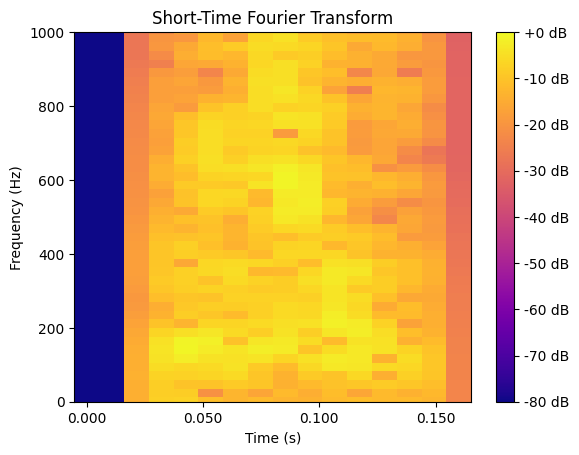 Short-Time Fourier Transform
1000
800
600
400
200
0
Frequency (Hz)
0.000
0.050
0.100
0.150
Time (s)
+0 dB
-10 dB
-20 dB
-30 dB
-40 dB
-50 dB
-60 dB
-70 dB
-80 dB